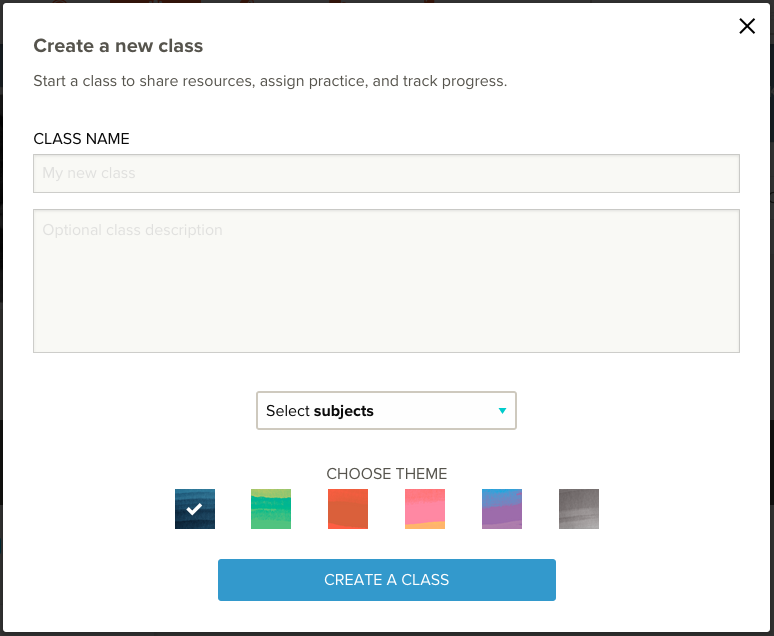 Create a new class
Start a class to share resources, assign practice, and track progress.
CLASS NAME
My new class
Optional class description
Select subjects
CHOOSE THEME
CREATE A CLASS